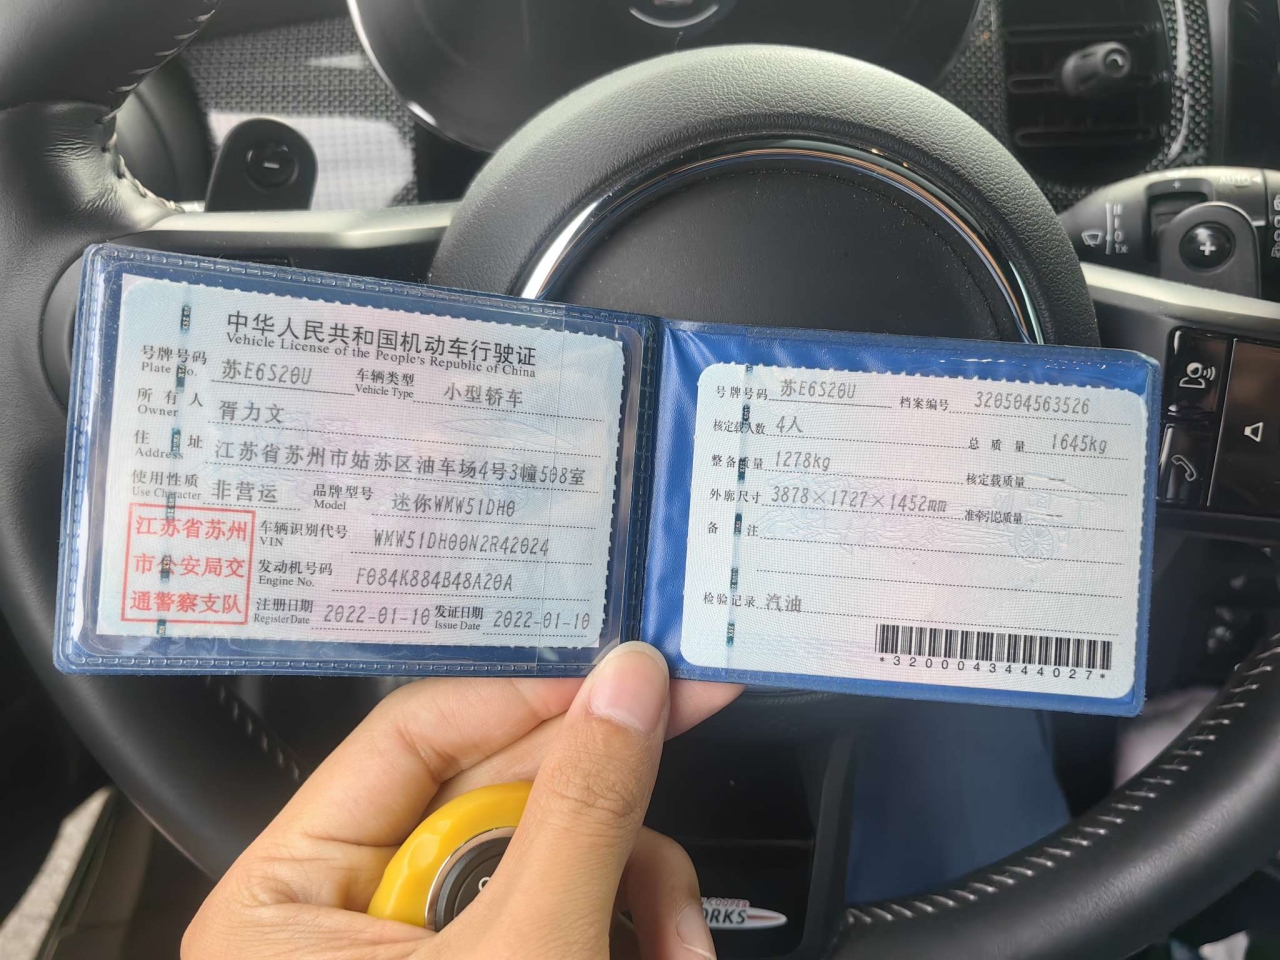 中华人民共和国机动车行驶证
Vehicle License of the People's Republic of China
号牌号码 苏E6S20U 车辆类型 小型轿车
Plate No. Vehicle Type
所有人 胥力文
Owner
住址 江苏省苏州市姑苏区油车场4号3幢508室
Address
使用性质 非营运 品牌型号 迷你WMW51DH0
Use Character Model
江苏省苏州
市公安局交
通警察支队
车辆识别代号 WMW51DH00N2R42024
VIN
发动机号码 F084K884B48A20A
Engine No.
注册日期 2022-01-10 发证日期 2022-01-10
Register Date Issue Date
号牌号码 苏E6S20U 档案编号 320504563526
核定载人数 4人 总质量 1645kg
整备质量 1278kg 核定载质量 --
外廓尺寸 3878×1727×1452mm 准牵引总质量 --
备注
检验记录 汽油
*3200043444027*
COOPER
WORKS